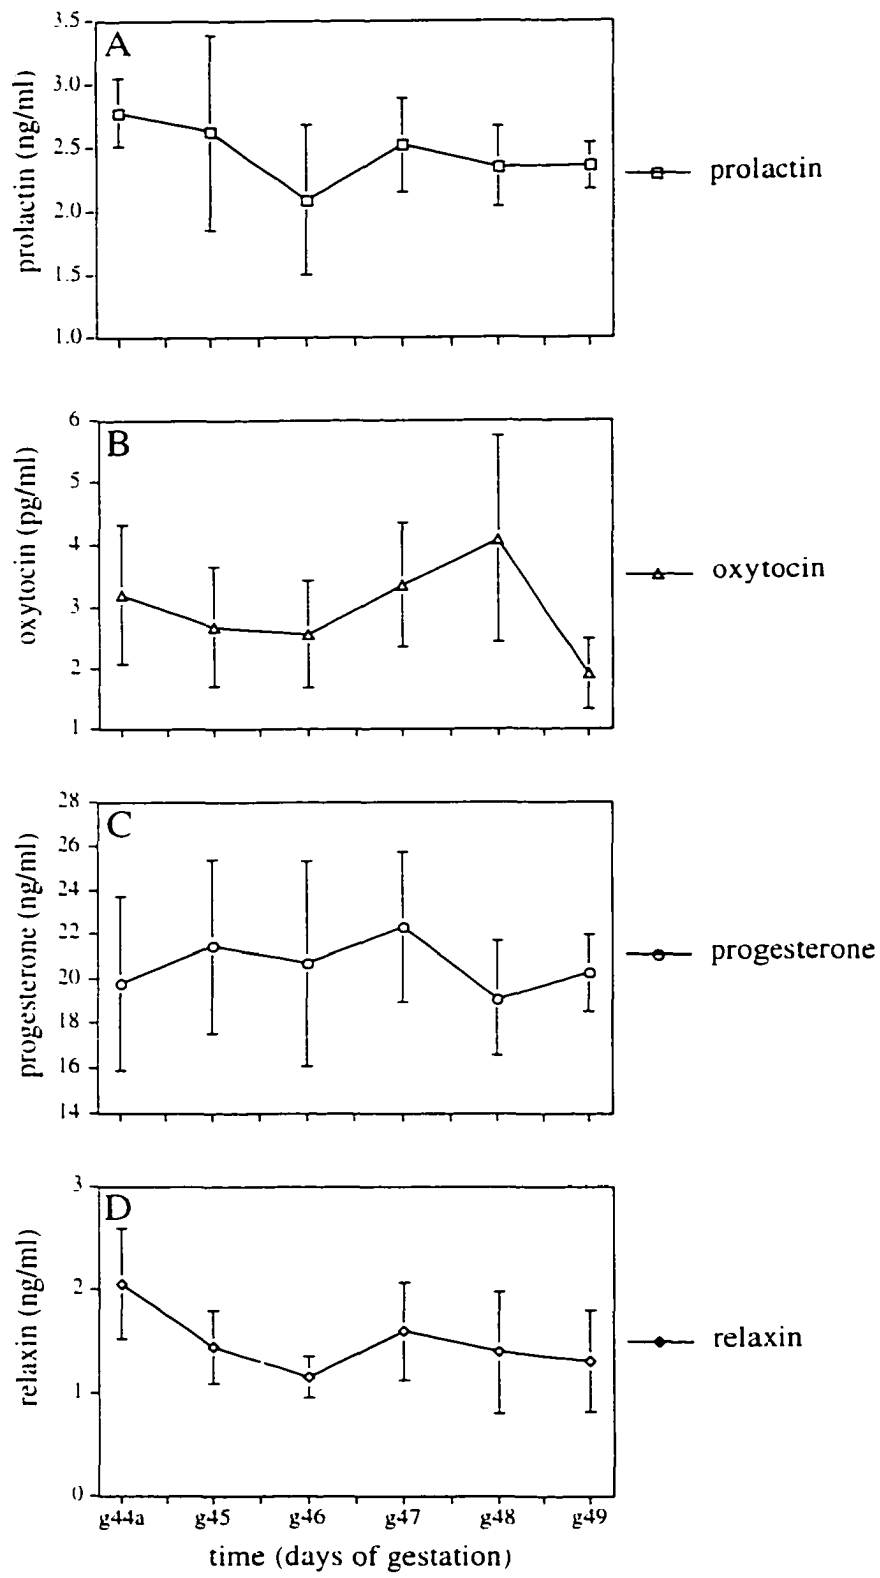 A
3.5
3.0
2.5
2.0
1.5
1.0
prolactin (ng/ml)
prolactin
B
6
5
4
3
2
1
oxytocin (pg/ml)
oxytocin
C
28
26
24
22
20
18
16
14
progesterone (ng/ml)
progesterone
D
3
2
1
0
relaxin (ng/ml)
relaxin
g44a g45 g46 g47 g48 g49
time (days of gestation)